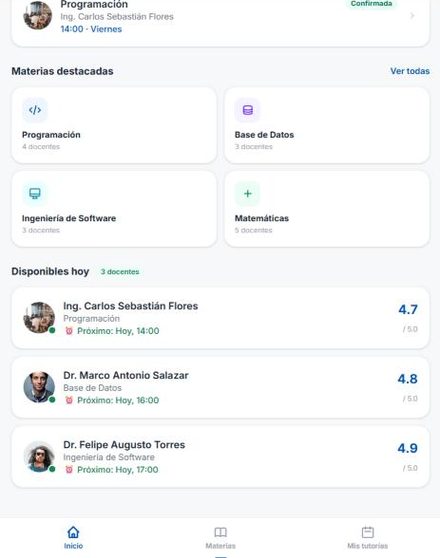 Programación
Confirmada
Ing. Carlos Sebastián Flores
14:00 · Viernes
Materias destacadas
Ver todas
Programación
4 docentes
Base de Datos
3 docentes
Ingeniería de Software
3 docentes
Matemáticas
5 docentes
Disponibles hoy
3 docentes
Ing. Carlos Sebastián Flores
Programación
Próximo: Hoy, 14:00
4.7
/ 5.0
Dr. Marco Antonio Salazar
Base de Datos
Próximo: Hoy, 16:00
4.8
/ 5.0
Dr. Felipe Augusto Torres
Ingeniería de Software
Próximo: Hoy, 17:00
4.9
/ 5.0
Inicio
Materias
Mis tutorías